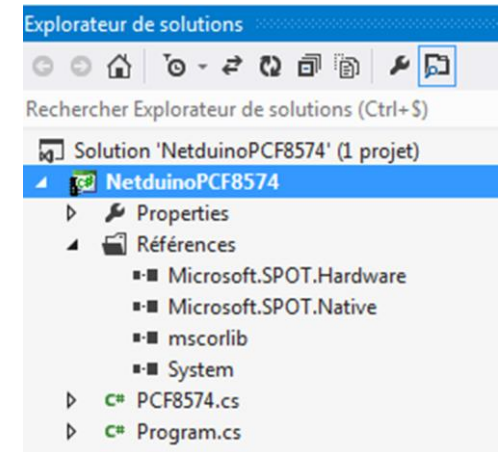 Explorateur de solutions
Rechercher Explorateur de solutions (Ctrl+$)
Solution 'NetduinoPCF8574' (1 projet)
NetduinoPCF8574
Properties
Références
Microsoft.SPOT.Hardware
Microsoft.SPOT.Native
mscorlib
System
C# PCF8574.cs
C# Program.cs